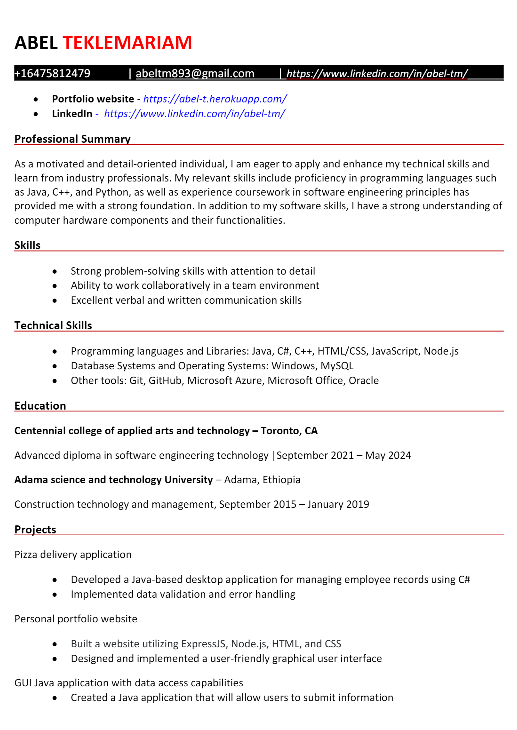 ABEL TEKLEMARIAM
+16475812479 | abeltm893@gmail.com | https://www.linkedin.com/in/abel-tm/
• Portfolio website - https://abel-t.herokuapp.com/
• LinkedIn - https://www.linkedin.com/in/abel-tm/
Professional Summary
As a motivated and detail-oriented individual, I am eager to apply and enhance my technical skills and
learn from industry professionals. My relevant skills include proficiency in programming languages such
as Java, C++, and Python, as well as experience coursework in software engineering principles has
provided me with a strong foundation. In addition to my software skills, I have a strong understanding of
computer hardware components and their functionalities.
Skills
• Strong problem-solving skills with attention to detail
• Ability to work collaboratively in a team environment
• Excellent verbal and written communication skills
Technical Skills
• Programming languages and Libraries: Java, C#, C++, HTML/CSS, JavaScript, Node.js
• Database Systems and Operating Systems: Windows, MySQL
• Other tools: Git, GitHub, Microsoft Azure, Microsoft Office, Oracle
Education
Centennial college of applied arts and technology – Toronto, CA
Advanced diploma in software engineering technology |September 2021 – May 2024
Adama science and technology University – Adama, Ethiopia
Construction technology and management, September 2015 – January 2019
Projects
Pizza delivery application
• Developed a Java-based desktop application for managing employee records using C#
• Implemented data validation and error handling
Personal portfolio website
• Built a website utilizing ExpressJS, Node.js, HTML, and CSS
• Designed and implemented a user-friendly graphical user interface
GUI Java application with data access capabilities
• Created a Java application that will allow users to submit information